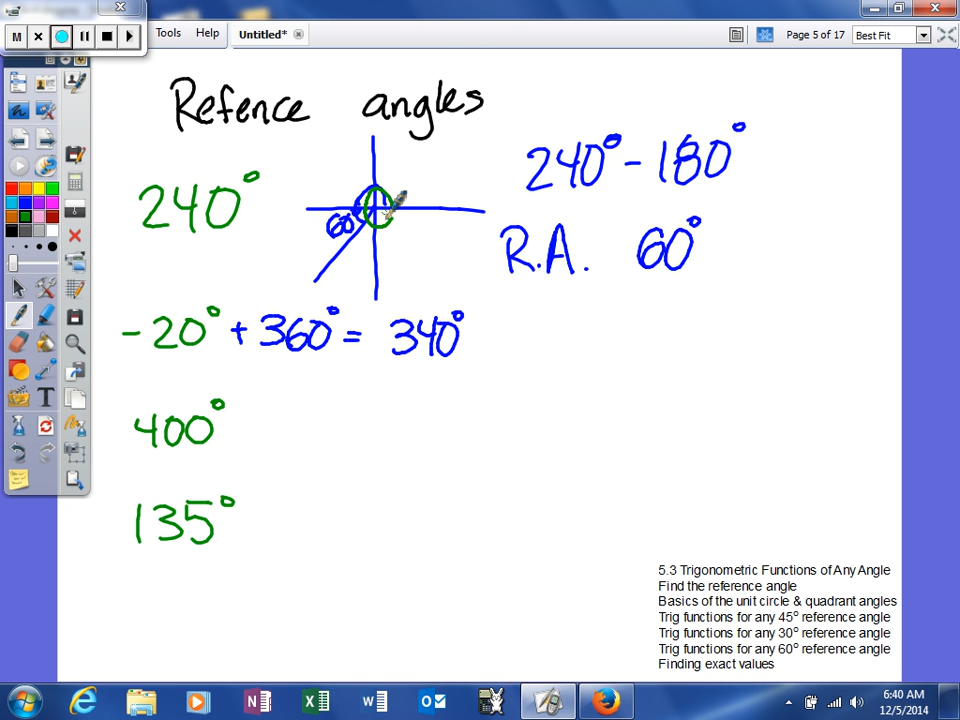 M
Tools Help Untitled* Page 5 of 17 Best Fit
Refence angles
240° 240° - 180°
60°
R.A. 60°
-20° + 360° = 340°
400°
135°
5.3 Trigonometric Functions of Any Angle
Find the reference angle
Basics of the unit circle & quadrant angles
Trig functions for any 45° reference angle
Trig functions for any 30° reference angle
Trig functions for any 60° reference angle
Finding exact values
6:40 AM
12/5/2014